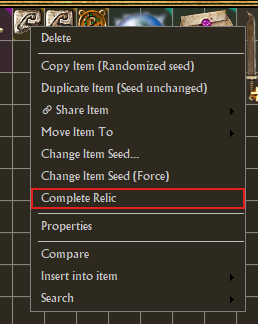 Delete
Copy Item (Randomized seed)
Duplicate Item (Seed unchanged)
Share Item
Move Item To
Change Item Seed...
Change Item Seed (Force)
Complete Relic
Properties
Compare
Insert into item
Search